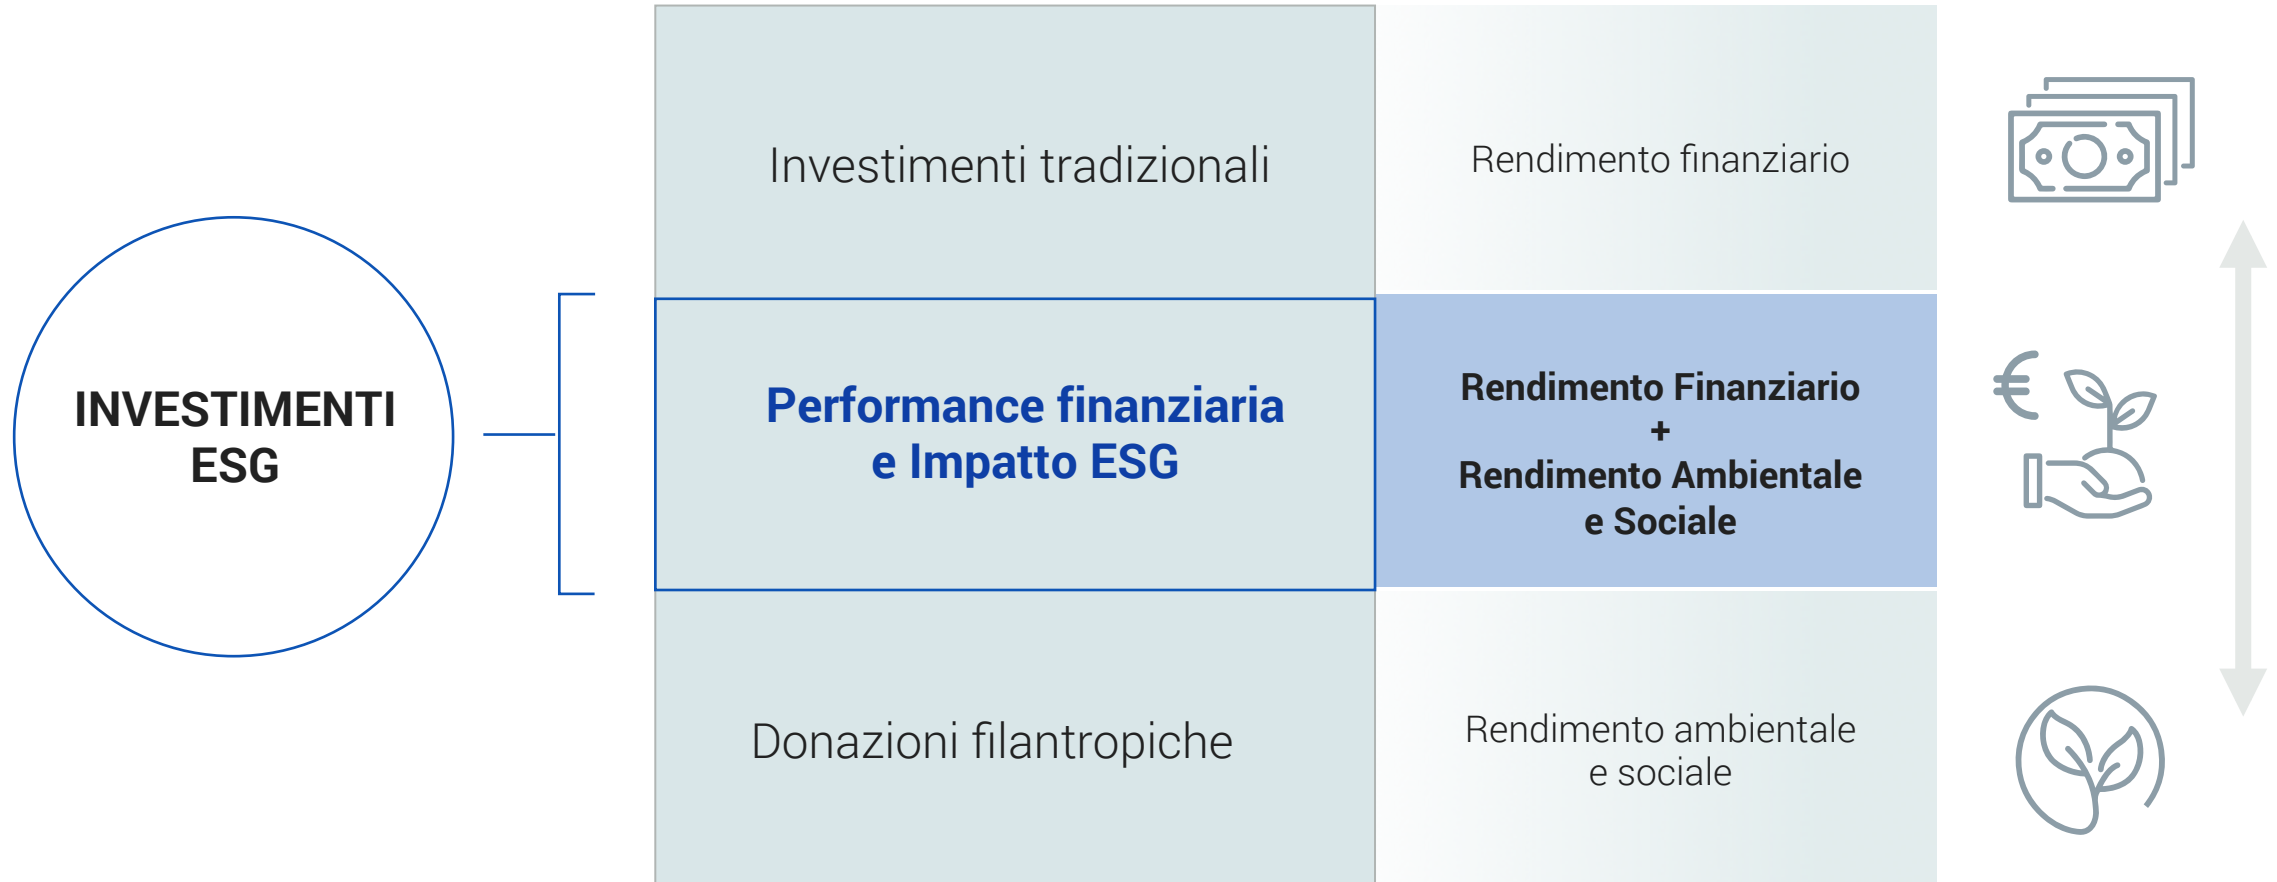 INVESTIMENTI
ESG
Investimenti tradizionali
Rendimento finanziario
Performance finanziaria
e Impatto ESG
Rendimento Finanziario
+
Rendimento Ambientale
e Sociale
€
Donazioni filantropiche
Rendimento ambientale
e sociale